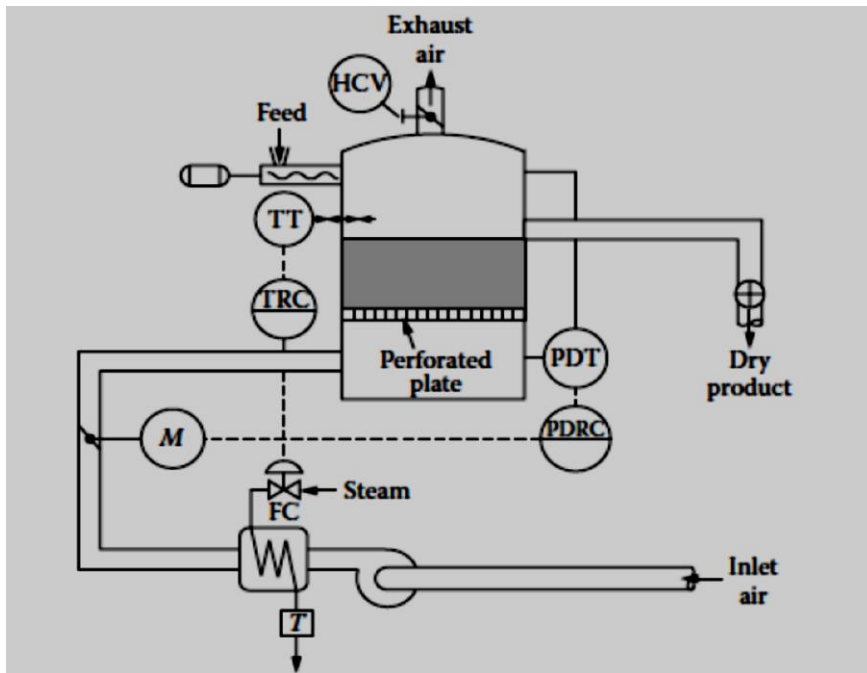 Exhaust
air
HCV
Feed
TT
TRC
Perforated
plate
PDT
Dry
product
PDRC
M
Steam
FC
Inlet
air
T